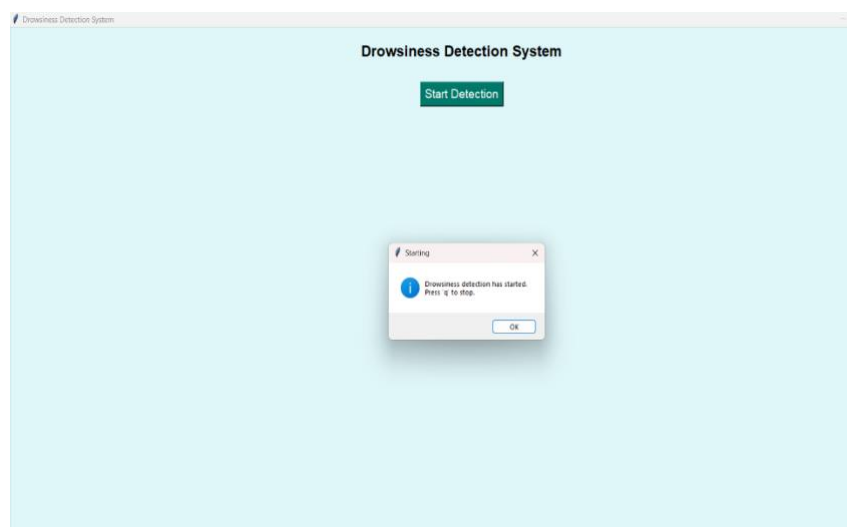 Drowsiness Detection System
Drowsiness Detection System
Start Detection
Starting
Drowsiness detection has started.
Press 'q' to stop.
OK